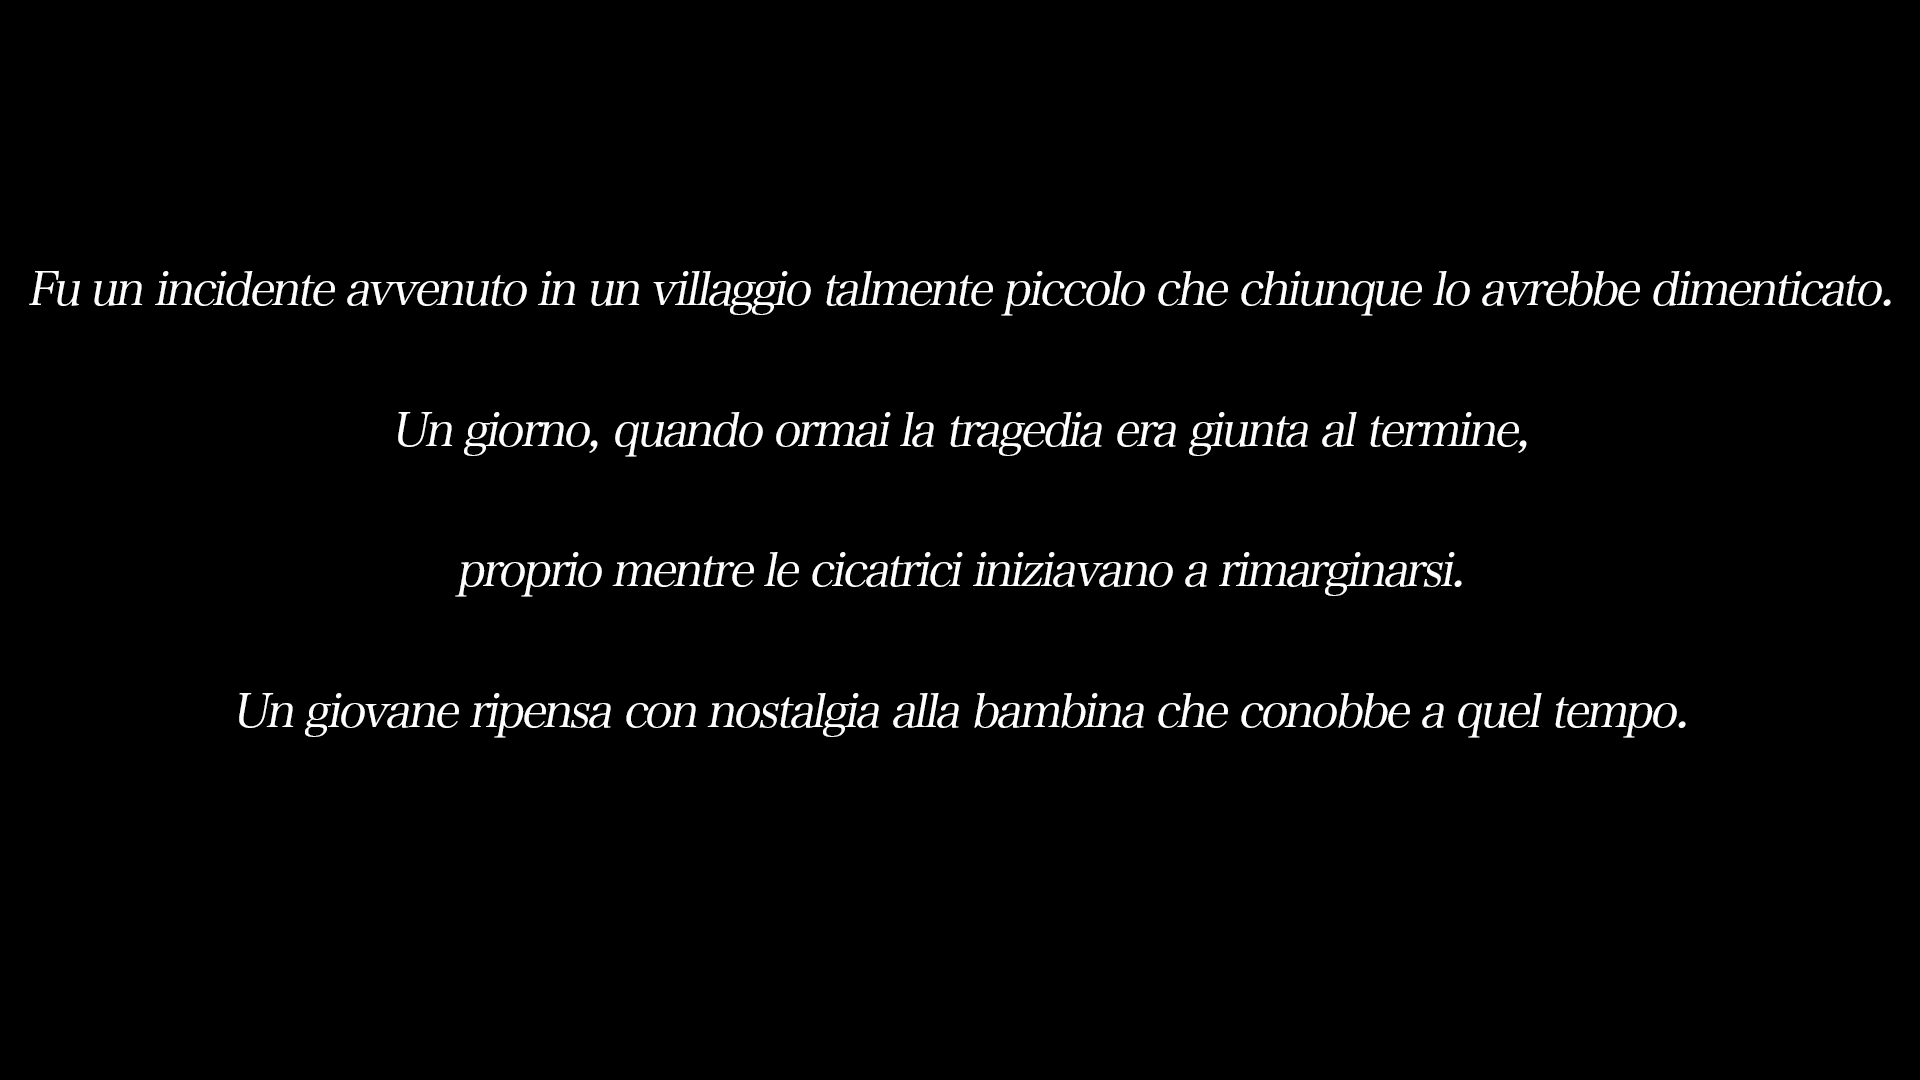 Fu un incidente avvenuto in un villaggio talmente piccolo che chiunque lo avrebbe dimenticato.
Un giorno, quando ormai la tragedia era giunta al termine,
proprio mentre le cicatrici iniziavano a rimarginarsi.
Un giovane ripensa con nostalgia alla bambina che conobbe a quel tempo.